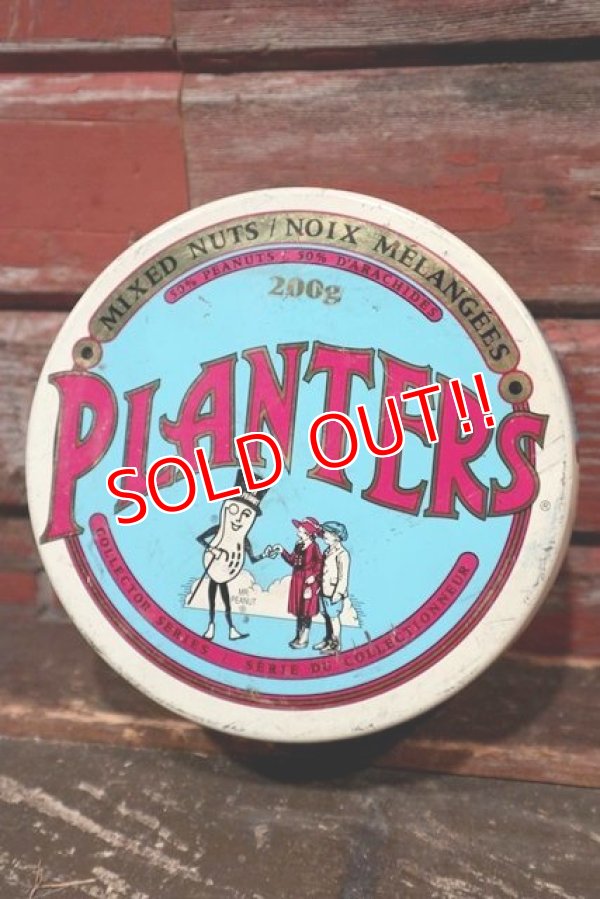 MIXED NUTS / NOIX MÉLANGÉES
50% PEANUTS / 50% D'ARACHIDES
200g
PLANTERS
®
SOLD OUT!!
MR.
PEANUT
®
COLLECTOR SERIES / SÉRIE DU COLLECTIONNEUR